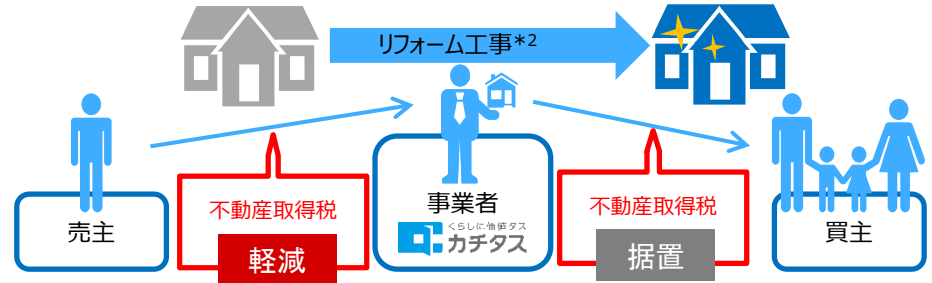 リフォーム工事*2
不動産取得税
軽減
不動産取得税
据置
売主
事業者
くらしに価値タス
カチタス
買主